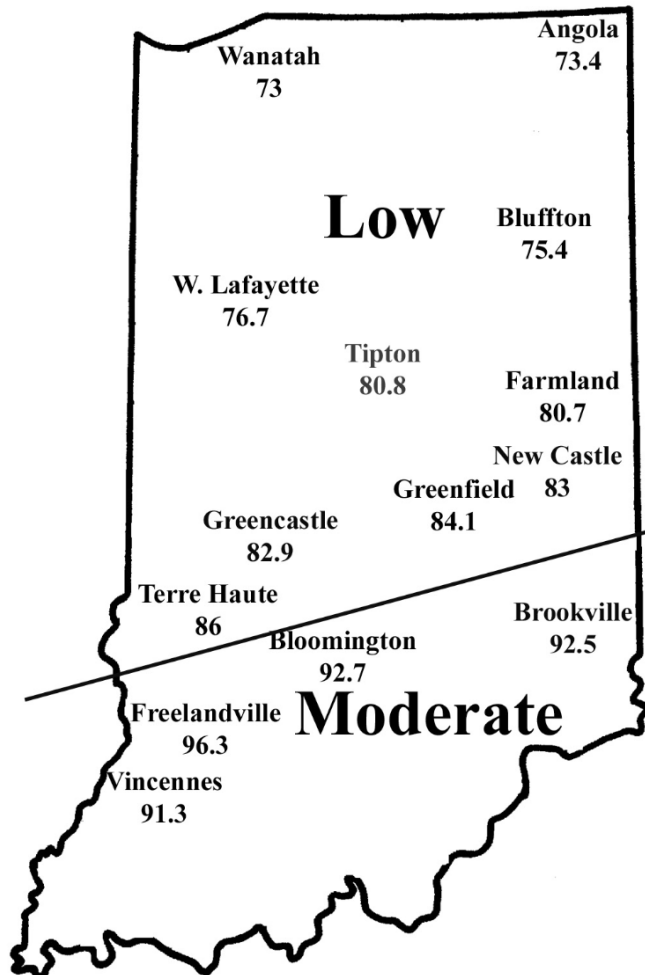 Angola
73.4
Wanatah
73
Low
Bluffton
75.4
W. Lafayette
76.7
Tipton
80.8
Farmland
80.7
New Castle
83
Greenfield
84.1
Greencastle
82.9
Terre Haute
86
Brookville
92.5
Bloomington
92.7
Moderate
Freelandville
96.3
Vincennes
91.3